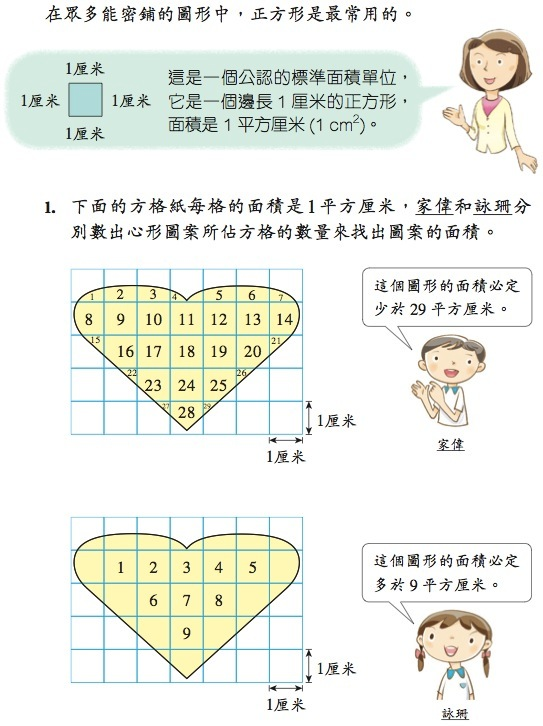 在眾多能密鋪的圖形中，正方形是最常用的。
1厘米
1厘米 1厘米
1厘米
這是一個公認的標準面積單位，
它是一個邊長 1 厘米的正方形，
面積是 1 平方厘米 (1 cm²)。
1. 下面的方格紙每格的面積是1平方厘米，家偉和詠珊分
別數出心形圖案所佔方格的數量來找出圖案的面積。
1 2 3 4 5 6 7
8 9 10 11 12 13 14
15 16 17 18 19 20 21
22 23 24 25 26
27 28 29
1厘米
1厘米
這個圖形的面積必定
少於 29 平方厘米。
家偉
1 2 3 4 5
6 7 8
9
1厘米
1厘米
這個圖形的面積必定
多於 9 平方厘米。
詠珊